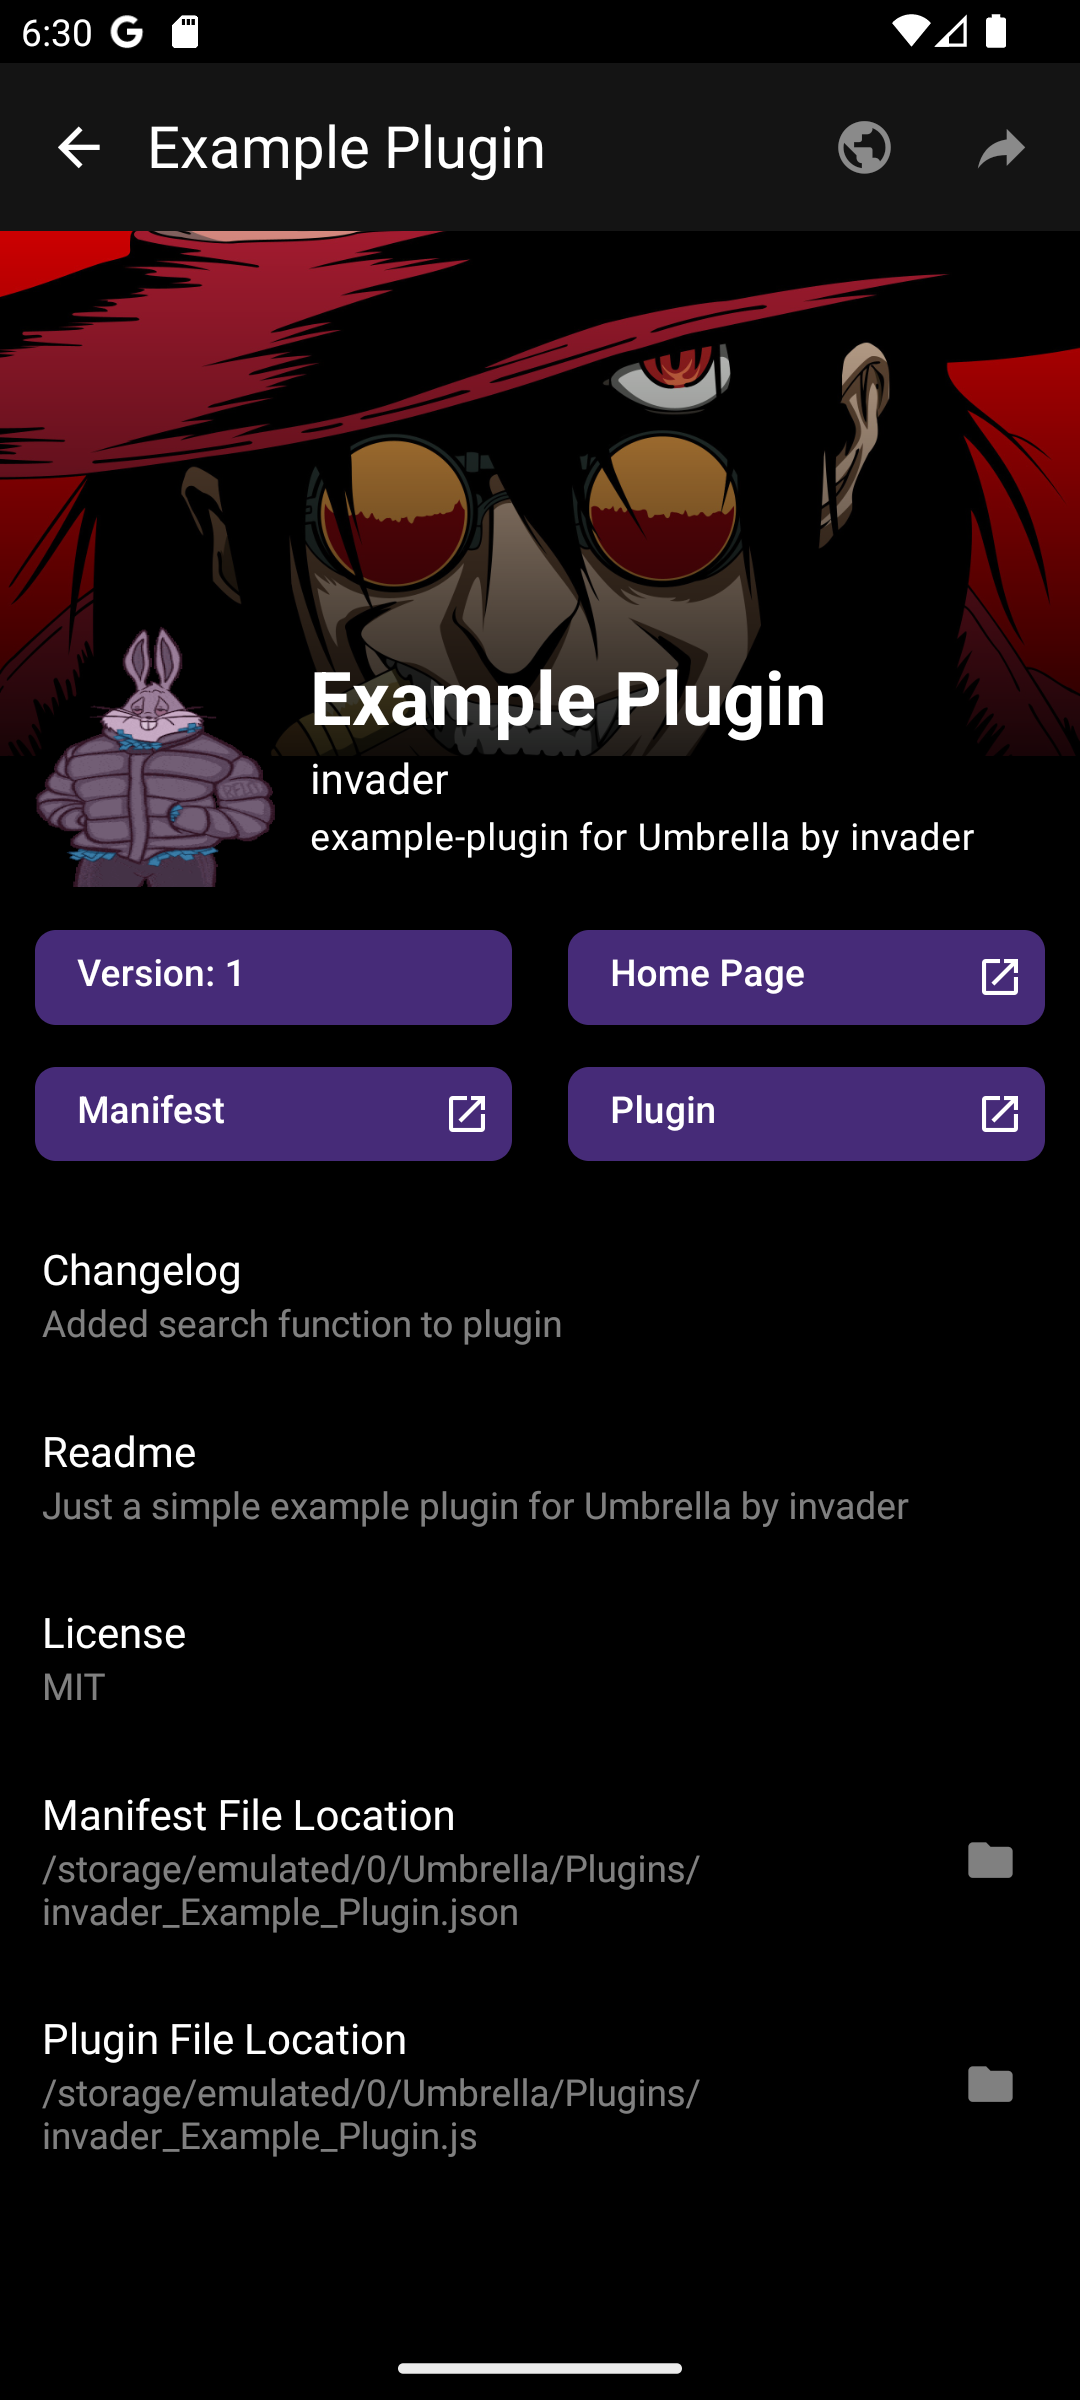 6:30
Example Plugin
Example Plugin
invader
example-plugin for Umbrella by invader
Version: 1
Home Page
Manifest
Plugin
Changelog
Added search function to plugin
Readme
Just a simple example plugin for Umbrella by invader
License
MIT
Manifest File Location
/storage/emulated/0/Umbrella/Plugins/
invader_Example_Plugin.json
Plugin File Location
/storage/emulated/0/Umbrella/Plugins/
invader_Example_Plugin.js